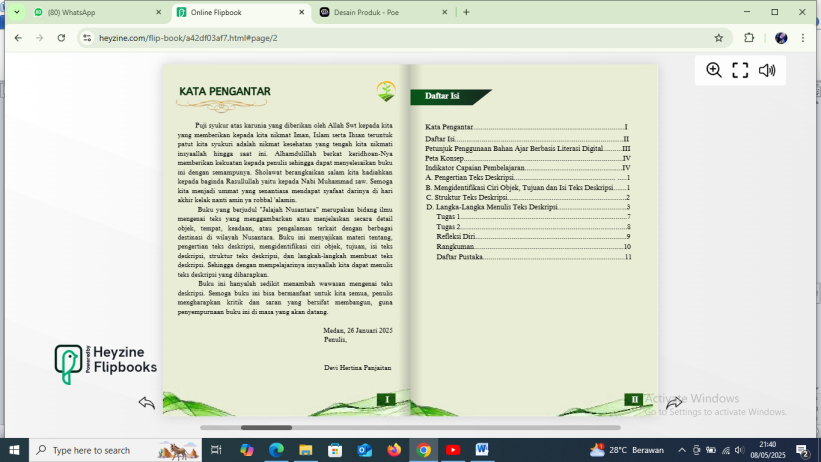 (80) WhatsApp
Online Flipbook
Desain Produk - Poe
heyzine.com/flip-book/a42df03af7.html#page/2
KATA PENGANTAR
Puji syukur atas karunia yang diberikan oleh Allah Swt kepada kita
yang memberikan kepada kita nikmat Iman, Islam serta Ihsan teruntuk
patut kita syukuri adalah nikmat kesehatan yang tengah kita nikmati
insyaallah hingga saat ini. Alhamdulillah berkat keridhoan-Nya
memberikan kekuatan kepada penulis sehingga dapat menyelesaikan buku
ini dengan semampunya. Sholawat berangkaikan salam kita hadiahkan
kepada baginda Rasullullah yaitu kepada Nabi Muhammad saw. Semoga
kita menjadi ummat yang senantiasa mendapat syafaat darinya di hari
akhir kelak nanti amin ya robbal 'alamin.
Buku yang berjudul "Jelajah Nusantara" merupakan bidang ilmu
mengenai teks yang menggambarkan atau menjelaskan secara detail
objek, tempat, keadaan, atau pengalaman terkait dengan berbagai
destinasi di wilayah Nusantara. Buku ini menyajikan materi tentang,
pengertian teks deskripsi, mengidentifikasi ciri objek, tujuan, isi teks
deskripsi, struktur teks deskripsi, dan langkah-langkah membuat teks
deskripsi. Sehingga dengan mempelajarinya insyaallah kita dapat menulis
teks deskripsi yang diharapkan.
Buku ini hanyalah sedikit menambah wawasan mengenai teks
deskripsi. Semoga buku ini bisa bermanfaat untuk kita semua, penulis
mengharapkan kritik dan saran yang bersifat membangun, guna
penyempurnaan buku ini di masa yang akan datang.
Medan, 26 Januari 2025
Penulis,
Devi Hertina Panjaitan
I
Daftar Isi
Kata Pengantar.......I
Daftar Isi.......II
Petunjuk Penggunaan Bahan Ajar Berbasis Literasi Digital.......III
Peta Konsep.......IV
Indikator Capaian Pembelajaran.......IV
A. Pengertian Teks Deskripsi.......1
B. Mengidentifikasi Ciri Objek, Tujuan dan Isi Teks Deskripsi.......1
C. Struktur Teks Deskripsi.......2
D. Langka-Langka Menulis Teks Deskripsi.......3
Tugas 1.......7
Tugas 2.......8
Refleksi Diri.......9
Rangkuman.......10
Daftar Pustaka.......11
II
Powered by
Heyzine
Flipbooks
Activate Windows
Go to Settings to activate Windows.
Type here to search
28°C Berawan
21:40
08/05/2025
2